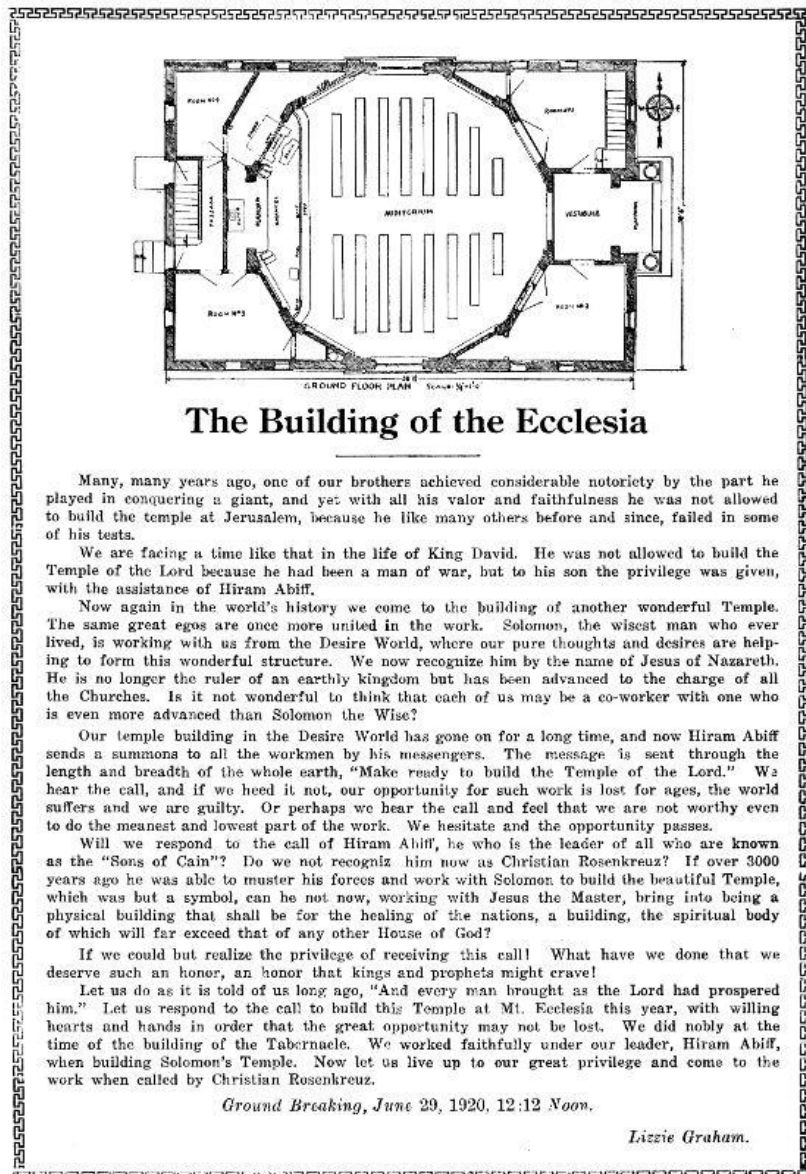 ROOM Nº4
PASSAGE
AUDITORIUM
VESTIBULE
ROOM Nº3
ROOM Nº2
GROUND FLOOR PLAN
The Building of the Ecclesia
Many, many years ago, one of our brothers achieved considerable notoriety by the part he
played in conquering a giant, and yet with all his valor and faithfulness he was not allowed
to build the temple at Jerusalem, because he like many others before and since, failed in some
of his tests.
We are facing a time like that in the life of King David. He was not allowed to build the
Temple of the Lord because he had been a man of war, but to his son the privilege was given,
with the assistance of Hiram Abiff.
Now again in the world's history we come to the building of another wonderful Temple.
The same great egos are once more united in the work. Solomon, the wisest man who ever
lived, is working with us from the Desire World, where our pure thoughts and desires are help-
ing to form this wonderful structure. We now recognize him by the name of Jesus of Nazareth.
He is no longer the ruler of an earthly kingdom but has been advanced to the charge of all
the Churches. Is it not wonderful to think that each of us may be a co-worker with one who
is even more advanced than Solomon the Wise?
Our temple building in the Desire World has gone on for a long time, and now Hiram Abiff
sends a summons to all the workmen by his messengers. The message is sent through the
length and breadth of the whole earth, "Make ready to build the Temple of the Lord." We
hear the call, and if we heed it not, our opportunity for such work is lost for ages, the world
suffers and we are guilty. Or perhaps we hear the call and feel that we are not worthy even
to do the meanest and lowest part of the work. We hesitate and the opportunity passes.
Will we respond to the call of Hiram Abiff, he who is the leader of all who are known
as the "Sons of Cain"? Do we not recogniz him now as Christian Rosenkreuz? If over 3000
years ago he was able to muster his forces and work with Solomon to build the beautiful Temple,
which was but a symbol, can he not now, working with Jesus the Master, bring into being a
physical building that shall be for the healing of the nations, a building, the spiritual body
of which will far exceed that of any other House of God?
If we could but realize the privilege of receiving this call! What have we done that we
deserve such an honor, an honor that kings and prophets might crave!
Let us do as it is told of us long ago, "And every man brought as the Lord had prospered
him." Let us respond to the call to build this Temple at Mt. Ecclesia this year, with willing
hearts and hands in order that the great opportunity may not be lost. We did nobly at the
time of the building of the Tabernacle. We worked faithfully under our leader, Hiram Abiff,
when building Solomon's Temple. Now let us live up to our great privilege and come to the
work when called by Christian Rosenkreuz.
Ground Breaking, June 29, 1920, 12:12 Noon.
Lizzie Graham.